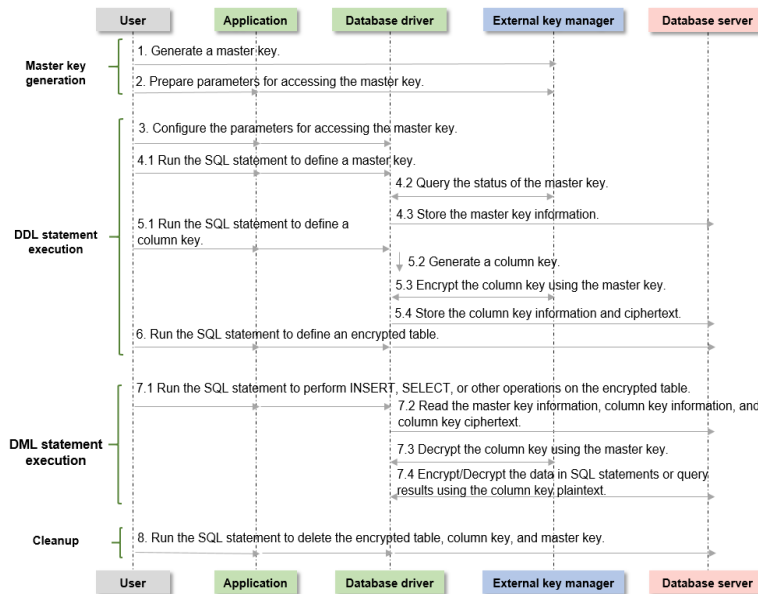 User Application Database driver External key manager Database server
Master key
generation
1. Generate a master key.
2. Prepare parameters for accessing the master key.
DDL statement
execution
3. Configure the parameters for accessing the master key.
4.1 Run the SQL statement to define a master key.
4.2 Query the status of the master key.
4.3 Store the master key information.
5.1 Run the SQL statement to define a
column key.
5.2 Generate a column key.
5.3 Encrypt the column key using the master key.
5.4 Store the column key information and ciphertext.
6. Run the SQL statement to define an encrypted table.
DML statement
execution
7.1 Run the SQL statement to perform INSERT, SELECT, or other operations on the encrypted table.
7.2 Read the master key information, column key information, and
column key ciphertext.
7.3 Decrypt the column key using the master key.
7.4 Encrypt/Decrypt the data in SQL statements or query
results using the column key plaintext.
Cleanup
8. Run the SQL statement to delete the encrypted table, column key, and master key.
User Application Database driver External key manager Database server